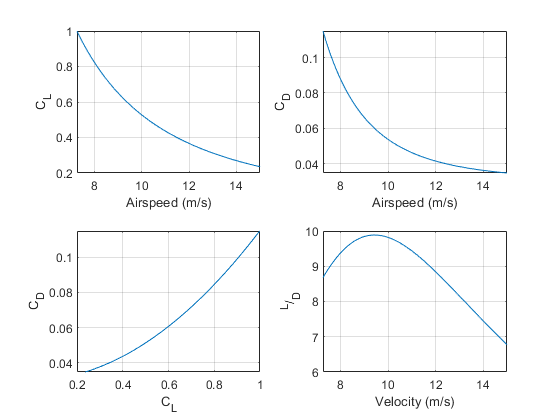 1
0.8
0.6
0.4
0.2
C_L
8 10 12 14
Airspeed (m/s)
0.1
0.08
0.06
0.04
C_D
8 10 12 14
Airspeed (m/s)
0.1
0.08
0.06
0.04
C_D
0.2 0.4 0.6 0.8 1
C_L
10
9
8
7
6
L/D
8 10 12 14
Velocity (m/s)